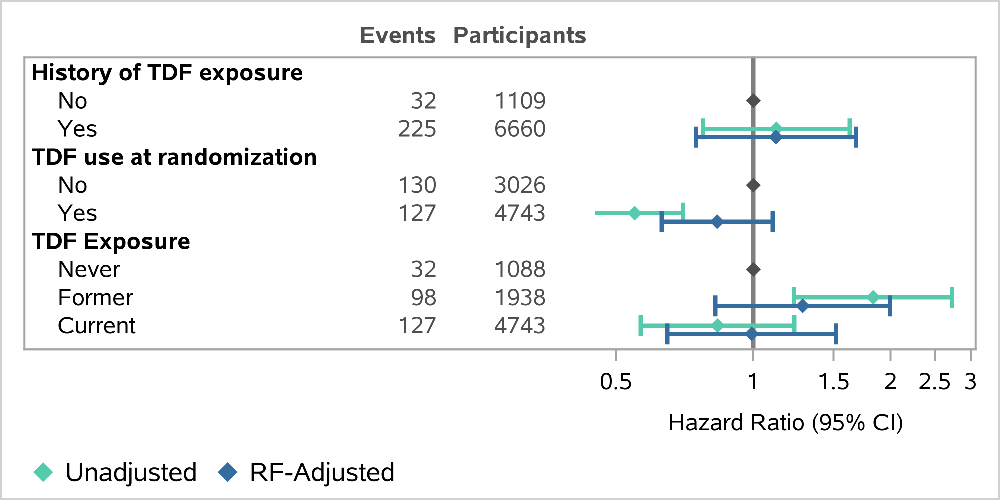 Events Participants
History of TDF exposure
No 32 1109
Yes 225 6660
TDF use at randomization
No 130 3026
Yes 127 4743
TDF Exposure
Never 32 1088
Former 98 1938
Current 127 4743
0.5 1 1.5 2 2.5 3
Hazard Ratio (95% CI)
Unadjusted RF-Adjusted